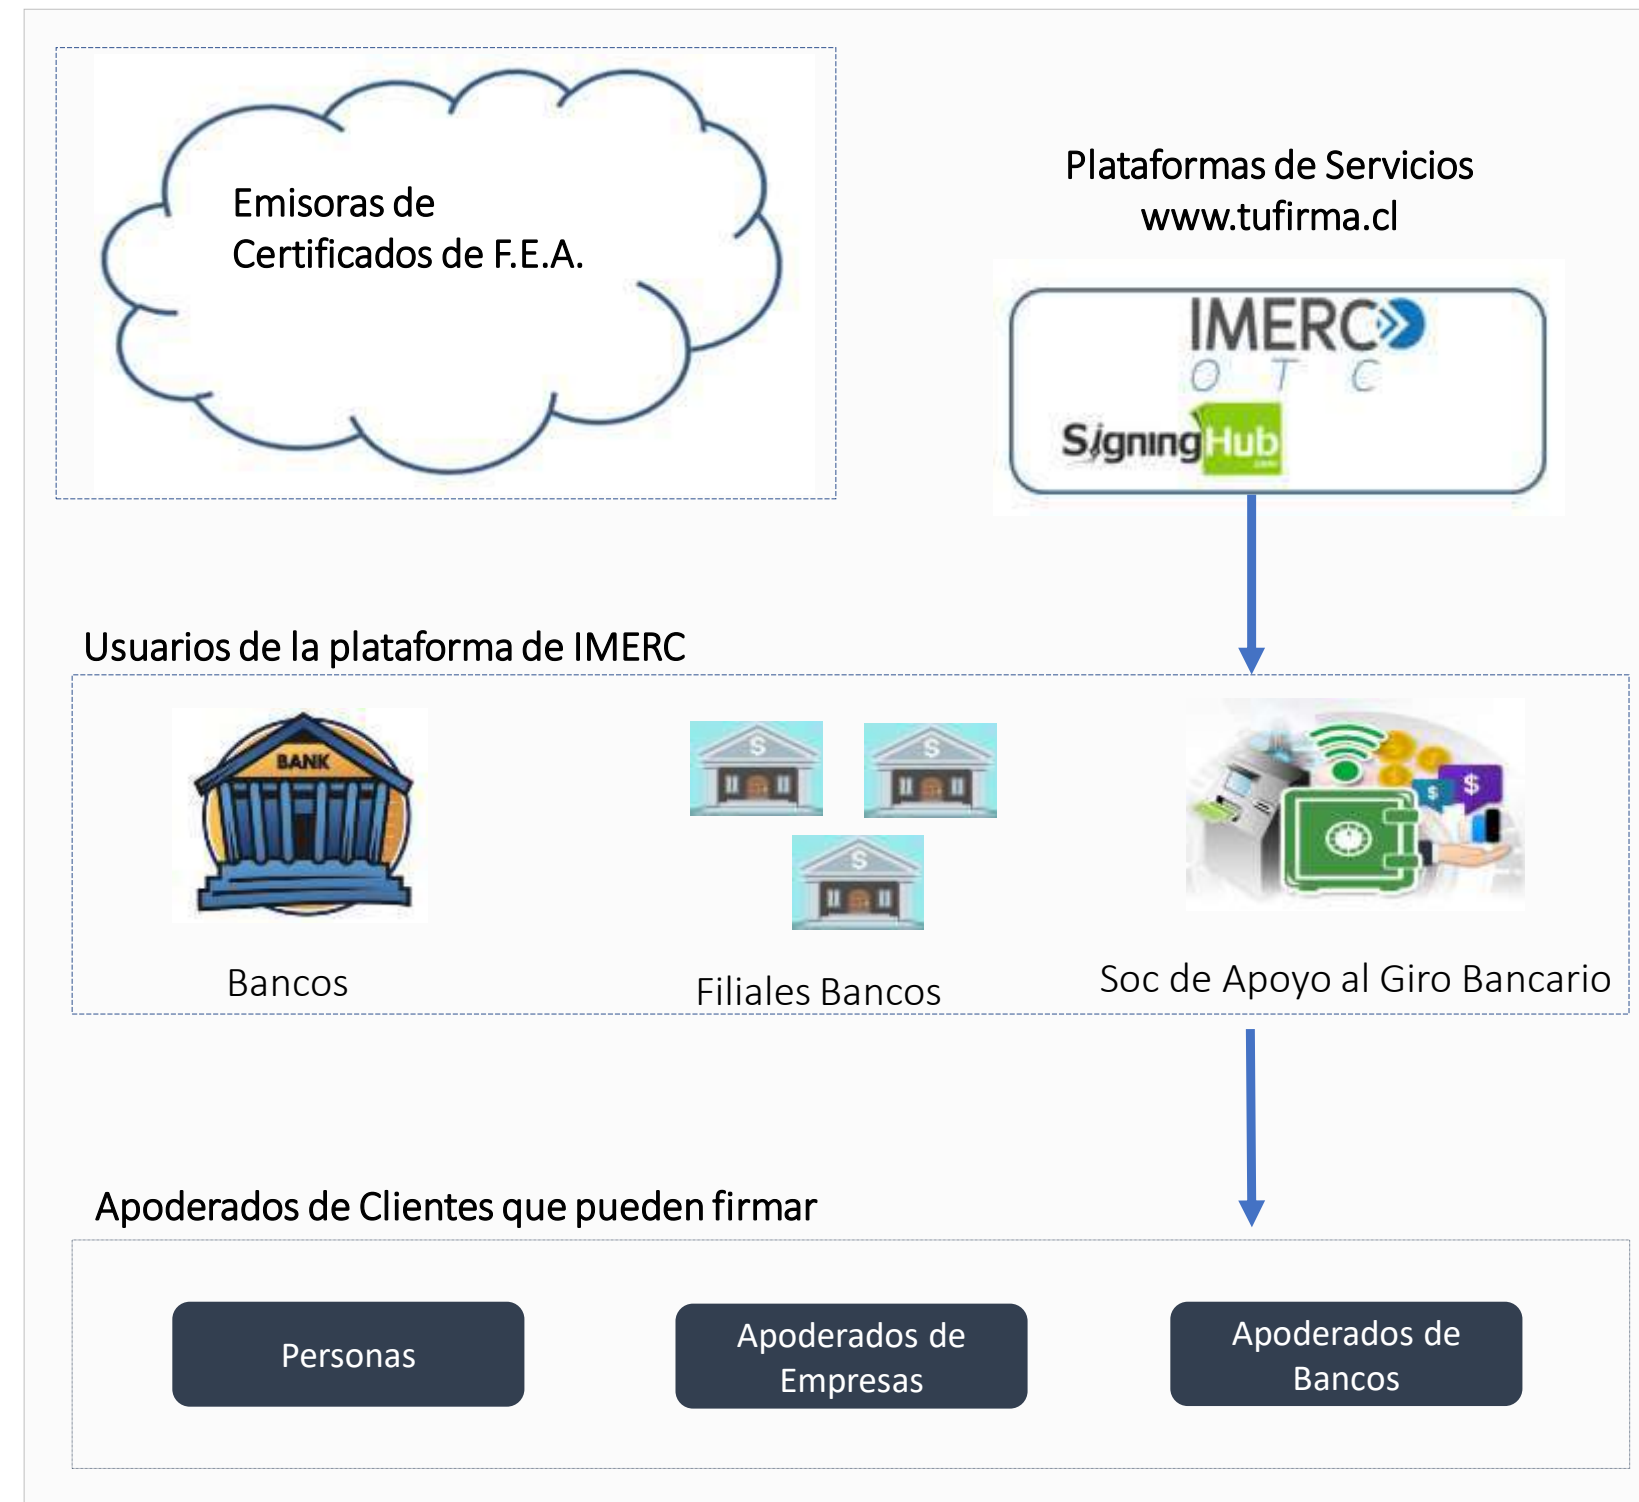 Emisoras de
Certificados de F.E.A.
Plataformas de Servicios
www.tufirma.cl
IMERC
O T C
SigningHub
.com
Usuarios de la plataforma de IMERC
BANK
S
S
S
$
$
Bancos
Filiales Bancos
Soc de Apoyo al Giro Bancario
Apoderados de Clientes que pueden firmar
Personas
Apoderados de
Empresas
Apoderados de
Bancos